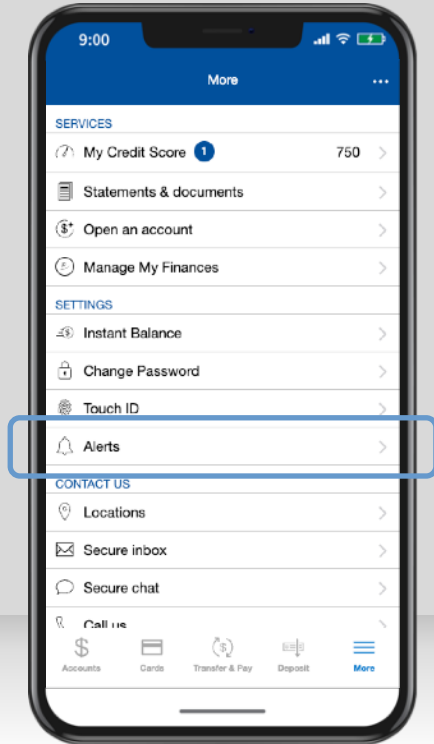 9:00
More
SERVICES
My Credit Score 1 750
Statements & documents
Open an account
Manage My Finances
SETTINGS
Instant Balance
Change Password
Touch ID
Alerts
CONTACT US
Locations
Secure inbox
Secure chat
Call us
Accounts Cards Transfer & Pay Deposit More